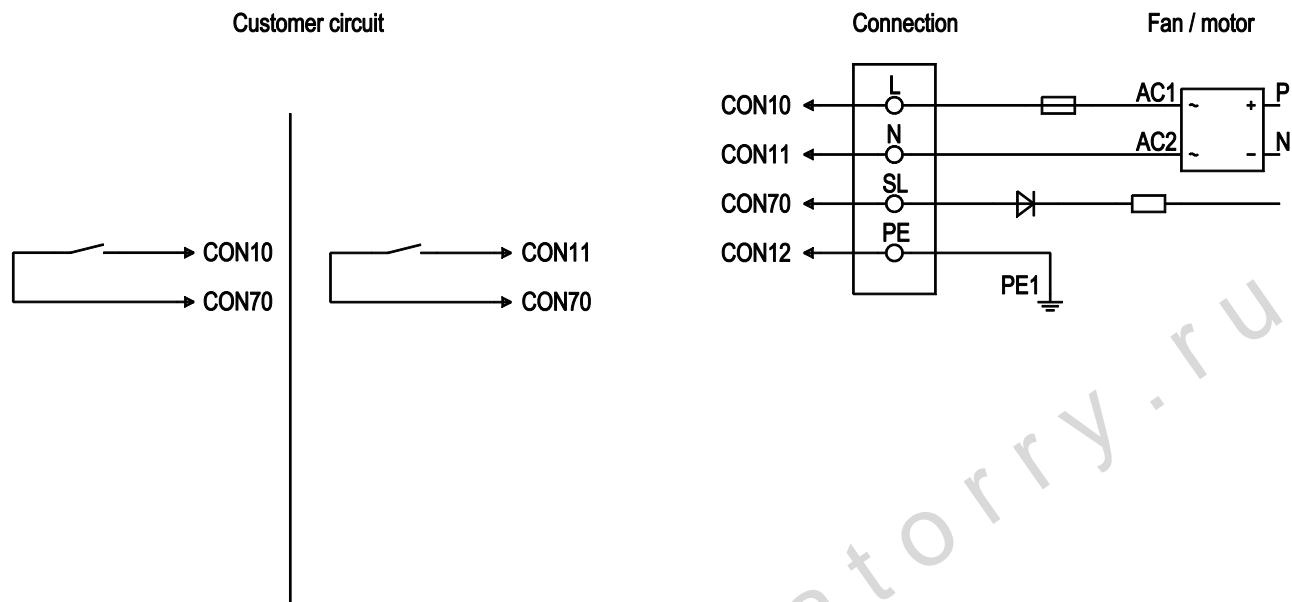 Customer circuit
Connection
Fan / motor
CON10 L AC1 ~ + P
CON11 N AC2 ~ – N
CON70 SL
CON12 PE
PE1
CON10
CON70
CON11
CON70
atorry.ru